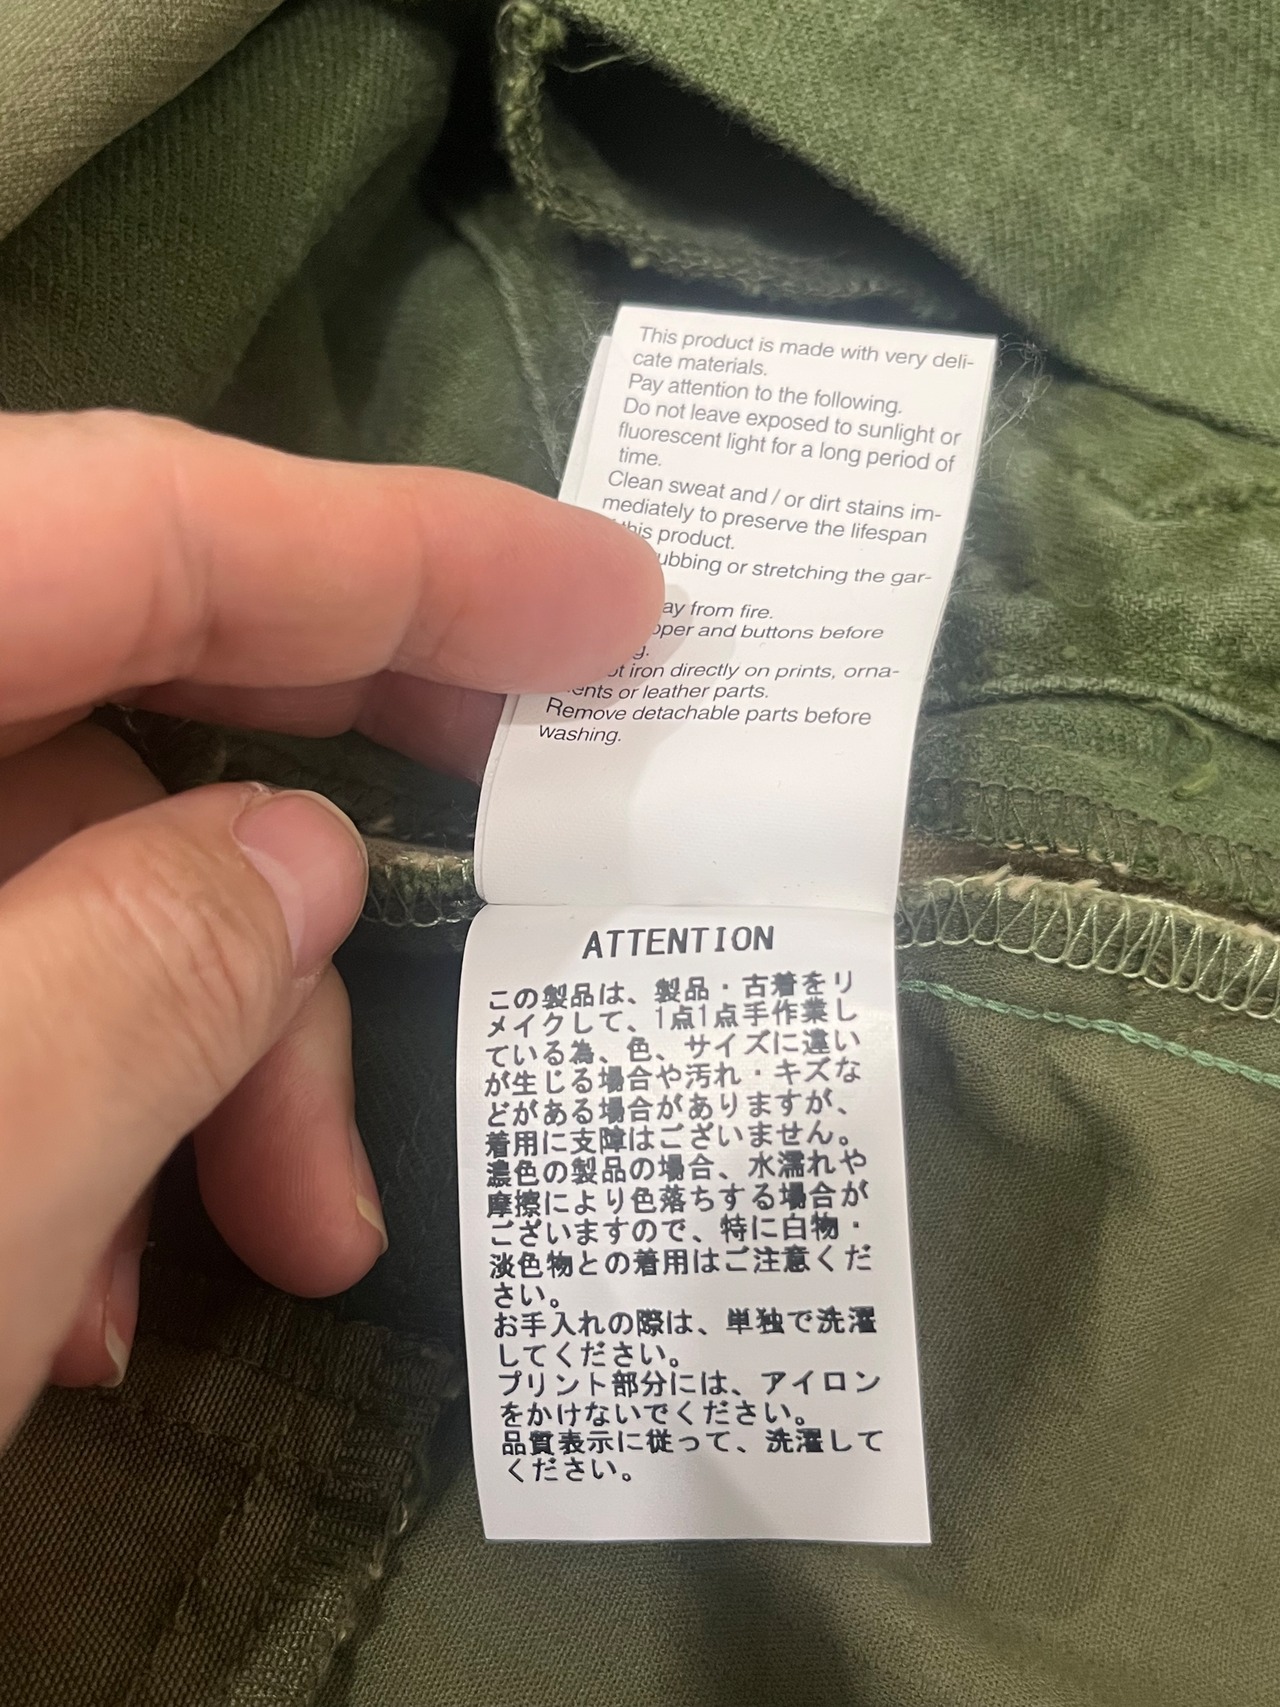 This product is made with very deli-
cate materials.
Pay attention to the following.
Do not leave exposed to sunlight or
fluorescent light for a long period of
time.
Clean sweat and / or dirt stains im-
mediately to preserve the lifespan
this product.
or stretching the gar-
from fire.
and buttons before
iron directly on prints, orna-
or leather parts.
Remove detachable parts before
washing.
ATTENTION
この製品は、製品・古着をリ
メイクして、1点1点手作業し
ている為、色、サイズに違い
が生じる場合や汚れ・キズな
どがある場合がありますが、
着用に支障はございません。
濃色の製品の場合、水濡れや
摩擦により色落ちする場合が
ございますので、特に白物・
淡色物との着用はご注意くだ
さい。
お手入れの際は、単独で洗濯
してください。
プリント部分には、アイロン
をかけないでください。
品質表示に従って、洗濯して
ください。